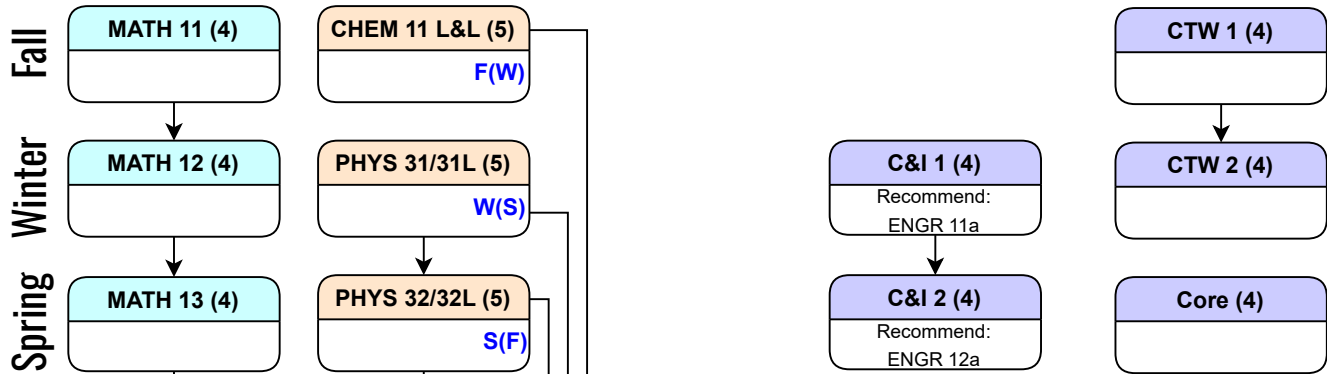 Fall
MATH 11 (4)
CHEM 11 L&L (5)
F(W)
CTW 1 (4)
Winter
MATH 12 (4)
PHYS 31/31L (5)
W(S)
C&I 1 (4)
Recommend:
ENGR 11a
CTW 2 (4)
Spring
MATH 13 (4)
PHYS 32/32L (5)
S(F)
C&I 2 (4)
Recommend:
ENGR 12a
Core (4)